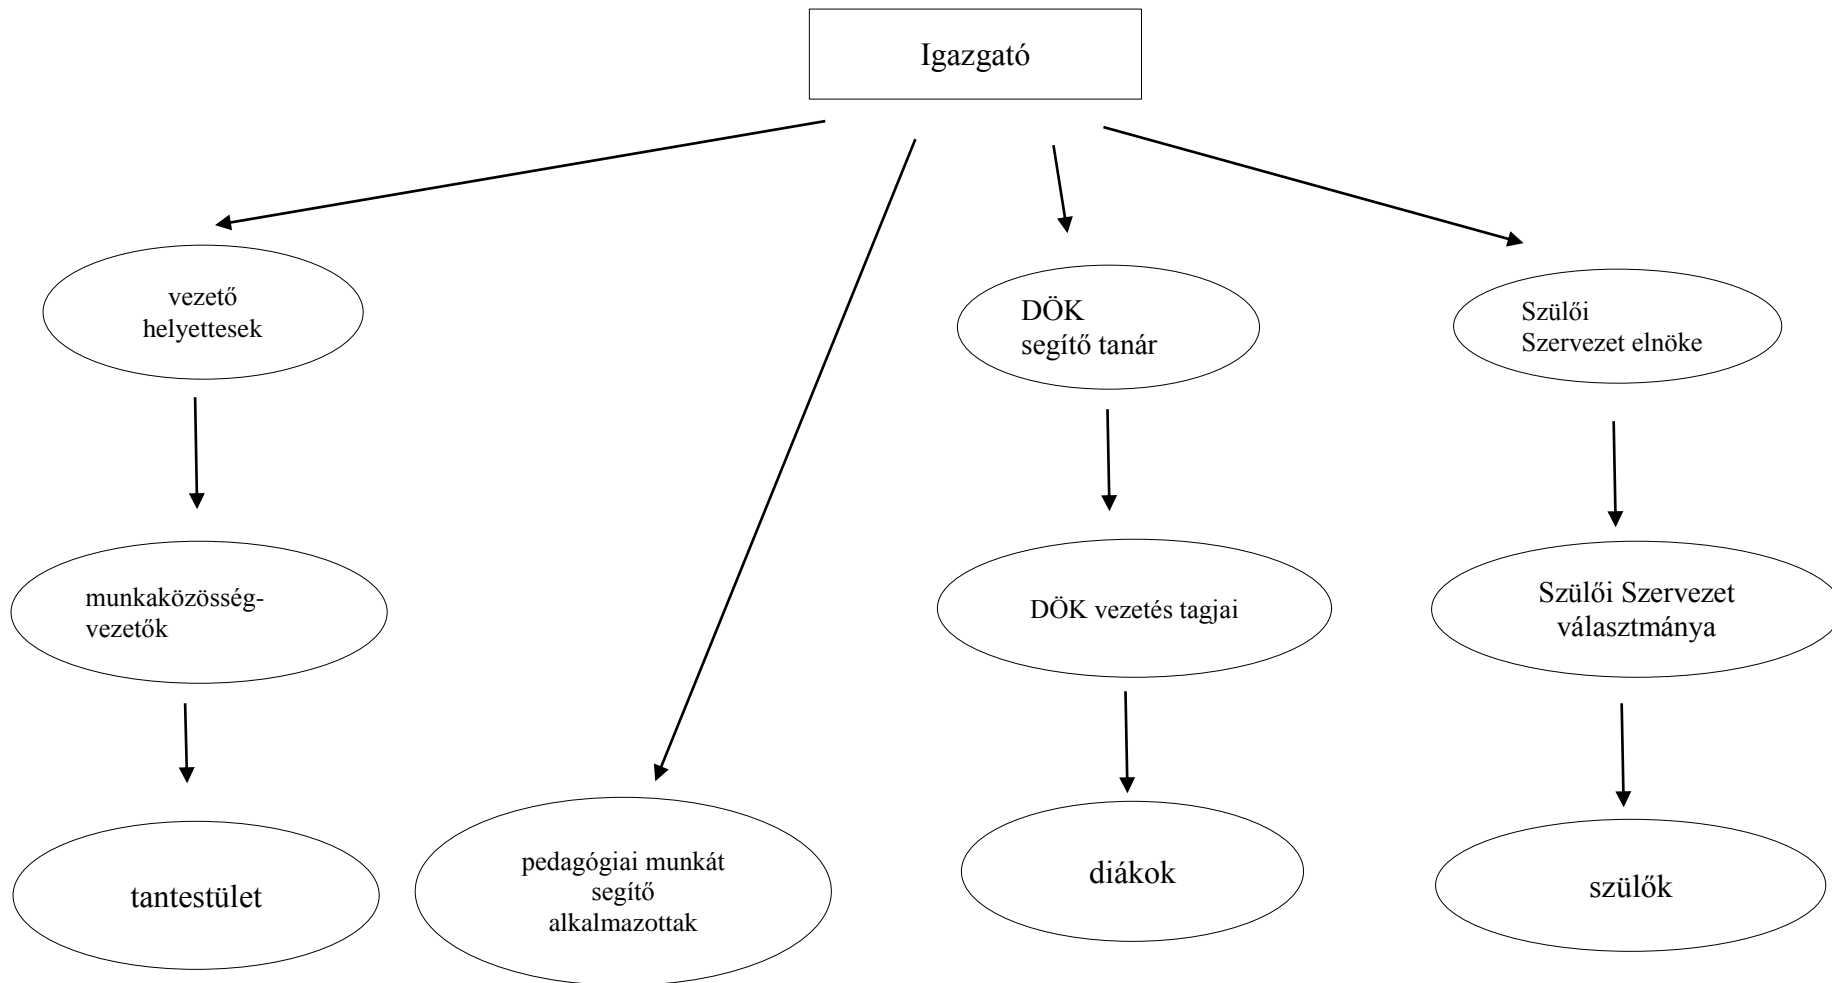 Igazgató
vezető
helyettesek
DÖK
segítő tanár
Szülői
Szervezet elnöke
munkaközösség-
vezetők
DÖK vezetés tagjai
Szülői Szervezet
választmánya
tantestület
pedagógiai munkát
segítő
alkalmazottak
diákok
szülők